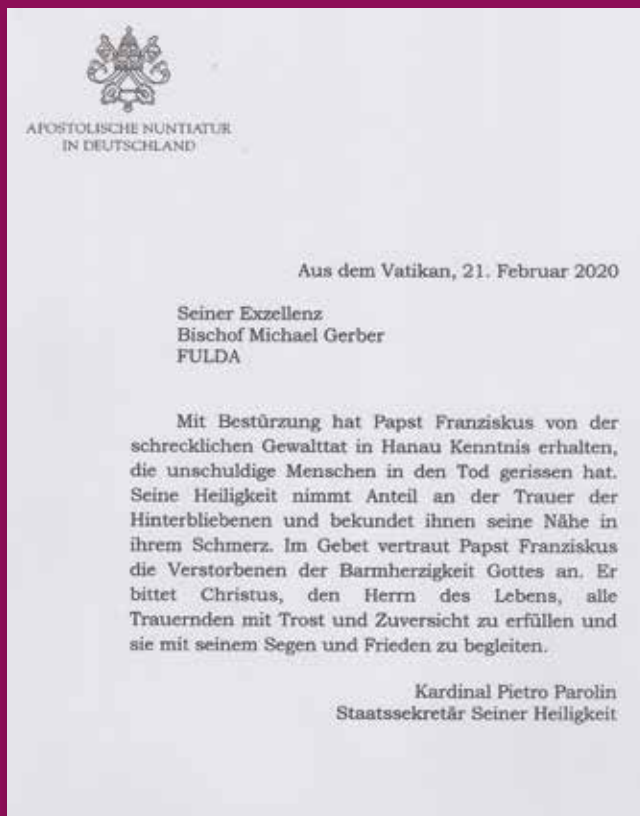 APOSTOLISCHE NUNTIATUR
IN DEUTSCHLAND
Aus dem Vatikan, 21. Februar 2020
Seiner Exzellenz
Bischof Michael Gerber
FULDA
Mit Bestürzung hat Papst Franziskus von der
schrecklichen Gewalttat in Hanau Kenntnis erhalten,
die unschuldige Menschen in den Tod gerissen hat.
Seine Heiligkeit nimmt Anteil an der Trauer der
Hinterbliebenen und bekundet ihnen seine Nähe in
ihrem Schmerz. Im Gebet vertraut Papst Franziskus
die Verstorbenen der Barmherzigkeit Gottes an. Er
bittet Christus, den Herrn des Lebens, alle
Trauernden mit Trost und Zuversicht zu erfüllen und
sie mit seinem Segen und Frieden zu begleiten.
Kardinal Pietro Parolin
Staatssekretär Seiner Heiligkeit